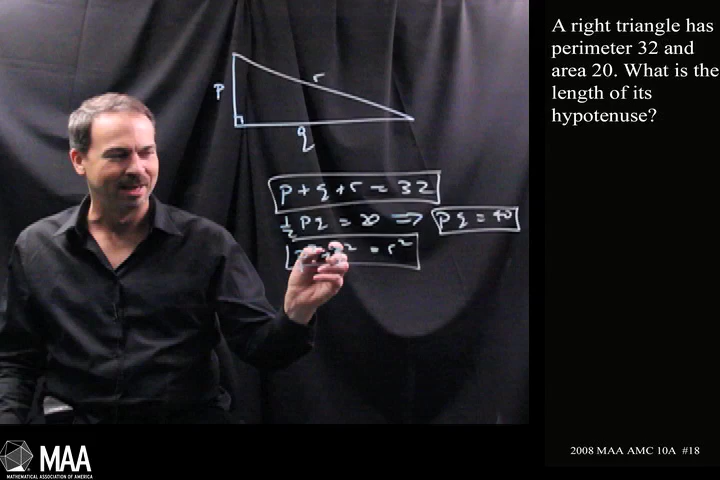 A right triangle has
perimeter 32 and
area 20. What is the
length of its
hypotenuse?
p
r
q
p + q + r = 32
½ pq = 20 ⇒ pq = 40
= r²
MAA
MATHEMATICAL ASSOCIATION OF AMERICA
2008 MAA AMC 10A #18